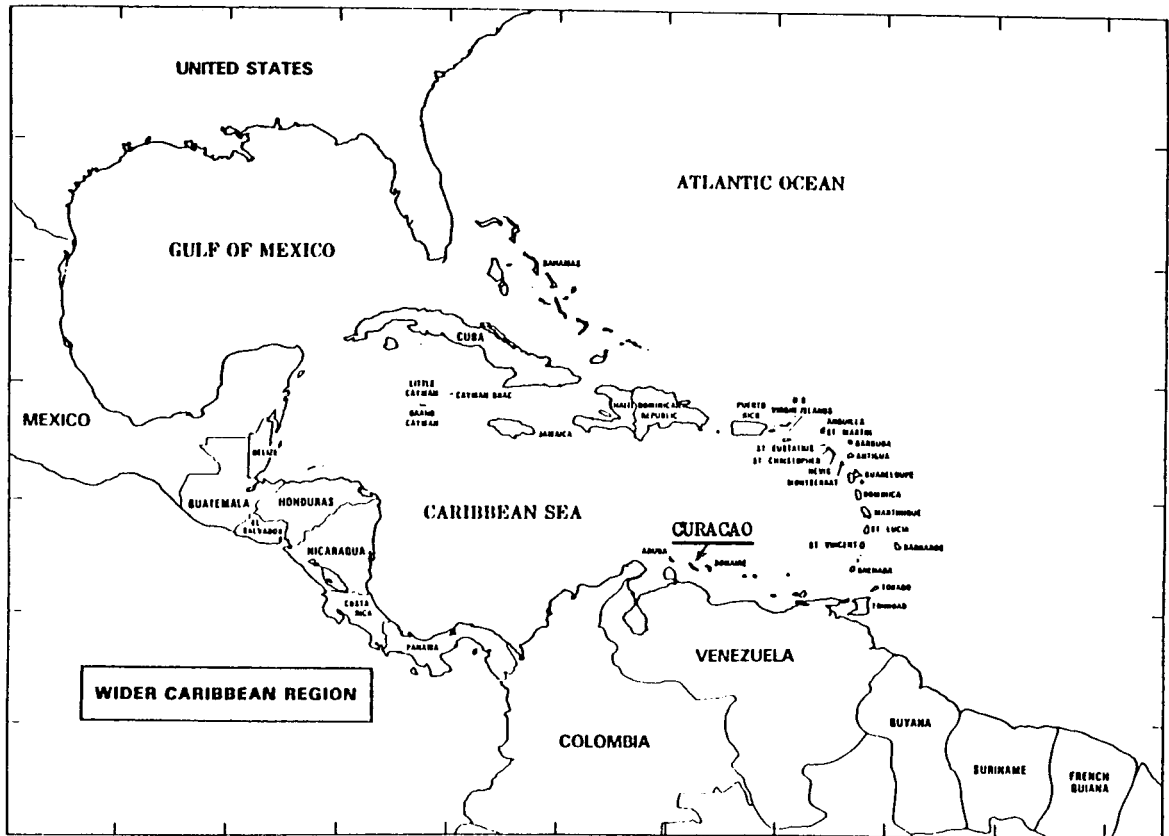 UNITED STATES
ATLANTIC OCEAN
GULF OF MEXICO
BAHAMAS
CUBA
LITTLE
CAYMAN
CAYMAN BRAC
GRAND
CAYMAN
MEXICO
JAMAICA
HAITI
DOMINICAN
REPUBLIC
PUERTO
RICO
VIRGIN ISLANDS
ANGUILLA
ST MARTIN
BARBUDA
ST EUSTATIUS
ANTIGUA
ST CHRISTOPHER
NEVIS
MONTSERRAT
GUADELOUPE
BELIZE
DOMINICA
GUATEMALA
HONDURAS
CARIBBEAN SEA
MARTINIQUE
EL
SALVADOR
ST LUCIA
CURACAO
NICARAGUA
ST VINCENT
BARBADOS
ARUBA
BONAIRE
GRENADA
TOBAGO
COSTA
RICA
TRINIDAD
PANAMA
VENEZUELA
WIDER CARIBBEAN REGION
GUYANA
COLOMBIA
SURINAME
FRENCH
GUIANA